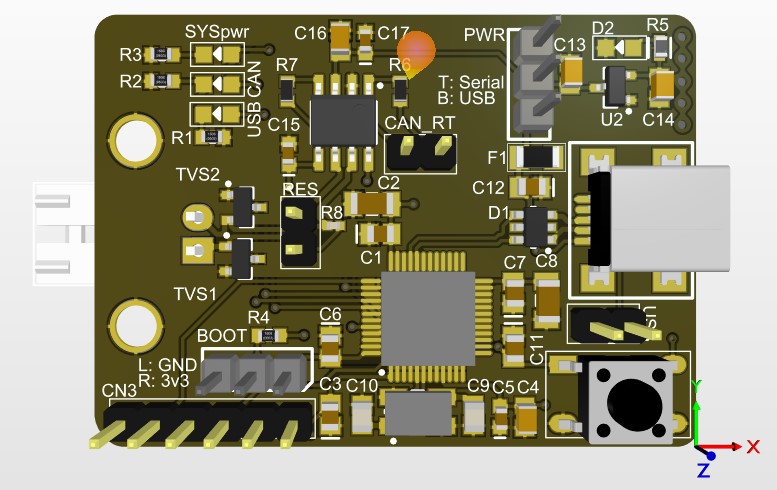 SYSpwr
C16
C17
PWR
D2
R5
R3
C13
R2
R7
R6
T: Serial
B: USB
USB CAN
U2
C14
C15
CAN_RT
R1
F1
TVS2
RES
C2
C12
R8
D1
C1
C7
C8
TVS1
R4
C6
BOOT
C11
L: GND
R: 3v3
CN3
C3
C10
C9
C5
C4
Y
X
Z